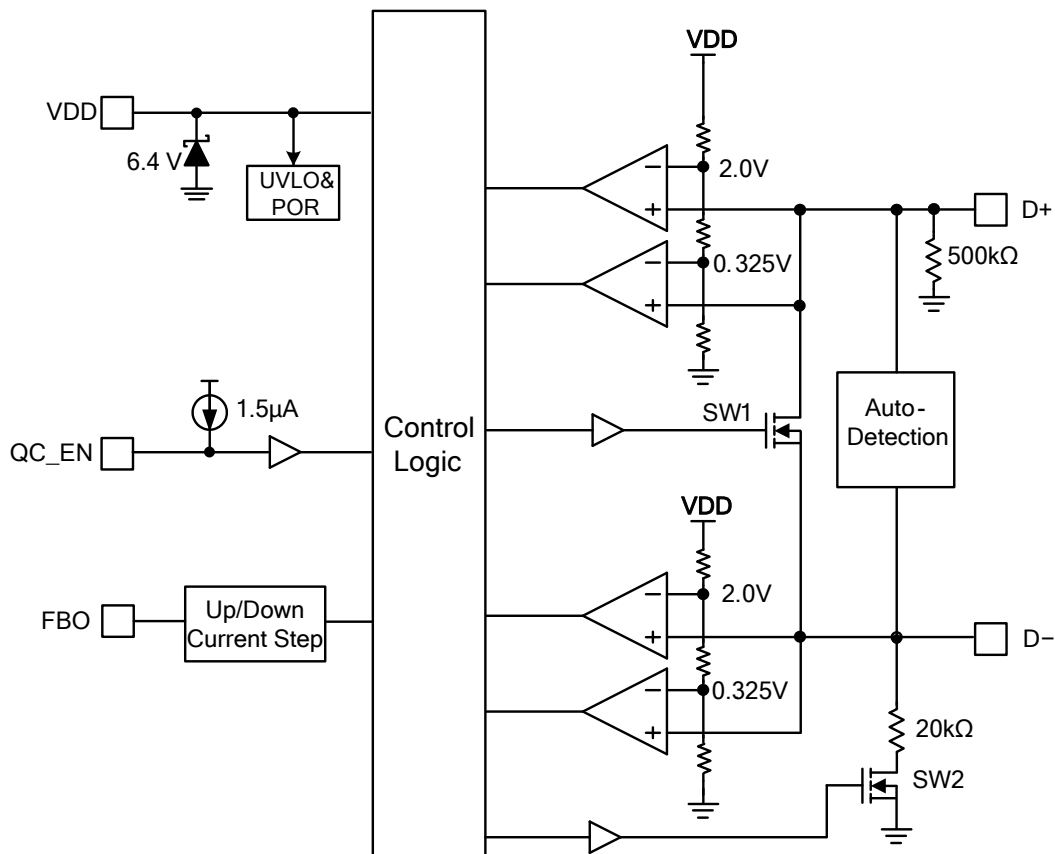 VDD
VDD
6.4 V
UVLO&
POR
2.0V
−
+
D+
0.325V
−
+
500kΩ
1.5µA
QC_EN
Control
Logic
SW1
Auto-
Detection
VDD
FBO
Up/Down
Current Step
2.0V
−
+
D−
0.325V
−
+
20kΩ
SW2